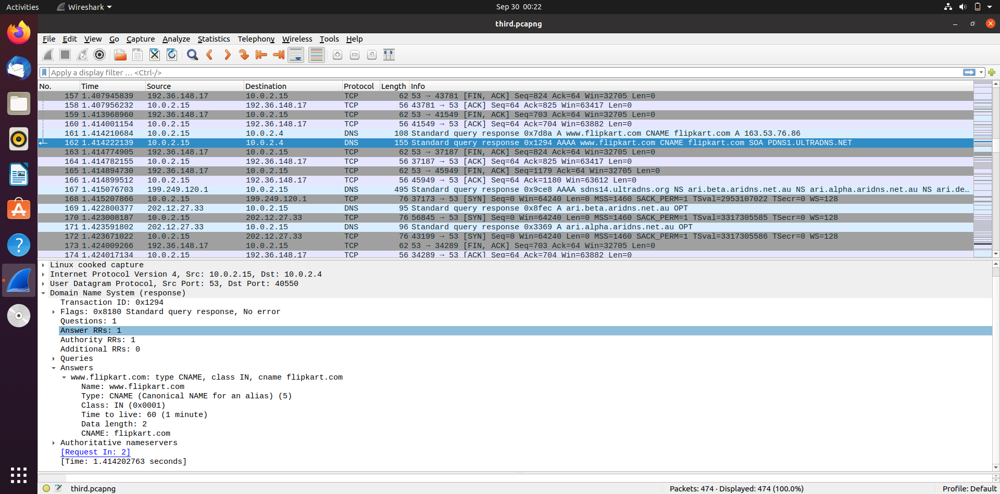 Activities Wireshark Sep 30 00:22
third.pcapng
File Edit View Go Capture Analyze Statistics Telephony Wireless Tools Help
Apply a display filter … <Ctrl-/>
No. Time Source Destination Protocol Length Info
157 1.407945839 192.36.148.17 10.0.2.15 TCP 62 53 → 43781 [FIN, ACK] Seq=824 Ack=64 Win=32705 Len=0
158 1.407956232 10.0.2.15 192.36.148.17 TCP 56 43781 → 53 [ACK] Seq=64 Ack=825 Win=63417 Len=0
159 1.413968960 192.36.148.17 10.0.2.15 TCP 62 53 → 41549 [FIN, ACK] Seq=703 Ack=64 Win=32705 Len=0
160 1.414001154 10.0.2.15 192.36.148.17 TCP 56 41549 → 53 [ACK] Seq=64 Ack=704 Win=63882 Len=0
161 1.414210684 10.0.2.15 10.0.2.4 DNS 108 Standard query response 0x7d8a A www.flipkart.com CNAME flipkart.com A 163.53.76.86
162 1.414222139 10.0.2.15 10.0.2.4 DNS 155 Standard query response 0x1294 AAAA www.flipkart.com CNAME flipkart.com SOA PDNS1.ULTRADNS.NET
163 1.414774905 192.36.148.17 10.0.2.15 TCP 62 53 → 37187 [FIN, ACK] Seq=824 Ack=64 Win=32705 Len=0
164 1.414782155 10.0.2.15 192.36.148.17 TCP 56 37187 → 53 [ACK] Seq=64 Ack=825 Win=63417 Len=0
165 1.414894730 192.36.148.17 10.0.2.15 TCP 62 53 → 45949 [FIN, ACK] Seq=1179 Ack=64 Win=32705 Len=0
166 1.414899512 10.0.2.15 192.36.148.17 TCP 56 45949 → 53 [ACK] Seq=64 Ack=1180 Win=63612 Len=0
167 1.415076703 199.249.120.1 10.0.2.15 DNS 495 Standard query response 0x9ce8 AAAA sdns14.ultradns.org NS ari.beta.aridns.net.au NS ari.alpha.aridns.net.au NS ari.de…
168 1.415207866 10.0.2.15 199.249.120.1 TCP 76 37173 → 53 [SYN] Seq=0 Win=64240 Len=0 MSS=1460 SACK_PERM=1 TSval=2953107022 TSecr=0 WS=128
169 1.422800377 202.12.27.33 10.0.2.15 DNS 95 Standard query response 0x8fec A ari.beta.aridns.net.au OPT
170 1.423008187 10.0.2.15 202.12.27.33 TCP 76 56845 → 53 [SYN] Seq=0 Win=64240 Len=0 MSS=1460 SACK_PERM=1 TSval=3317305585 TSecr=0 WS=128
171 1.423591802 202.12.27.33 10.0.2.15 DNS 96 Standard query response 0x3369 A ari.alpha.aridns.net.au OPT
172 1.423671022 10.0.2.15 202.12.27.33 TCP 76 43199 → 53 [SYN] Seq=0 Win=64240 Len=0 MSS=1460 SACK_PERM=1 TSval=3317305586 TSecr=0 WS=128
173 1.424009266 192.36.148.17 10.0.2.15 TCP 62 53 → 34289 [FIN, ACK] Seq=703 Ack=64 Win=32705 Len=0
174 1.424017134 10.0.2.15 192.36.148.17 TCP 56 34289 → 53 [ACK] Seq=64 Ack=704 Win=63882 Len=0
Linux cooked capture
Internet Protocol Version 4, Src: 10.0.2.15, Dst: 10.0.2.4
User Datagram Protocol, Src Port: 53, Dst Port: 40550
Domain Name System (response)
Transaction ID: 0x1294
Flags: 0x8180 Standard query response, No error
Questions: 1
Answer RRs: 1
Authority RRs: 1
Additional RRs: 0
Queries
Answers
www.flipkart.com: type CNAME, class IN, cname flipkart.com
Name: www.flipkart.com
Type: CNAME (Canonical NAME for an alias) (5)
Class: IN (0x0001)
Time to live: 60 (1 minute)
Data length: 2
CNAME: flipkart.com
Authoritative nameservers
[Request In: 2]
[Time: 1.414202763 seconds]
third.pcapng Packets: 474 · Displayed: 474 (100.0%) Profile: Default